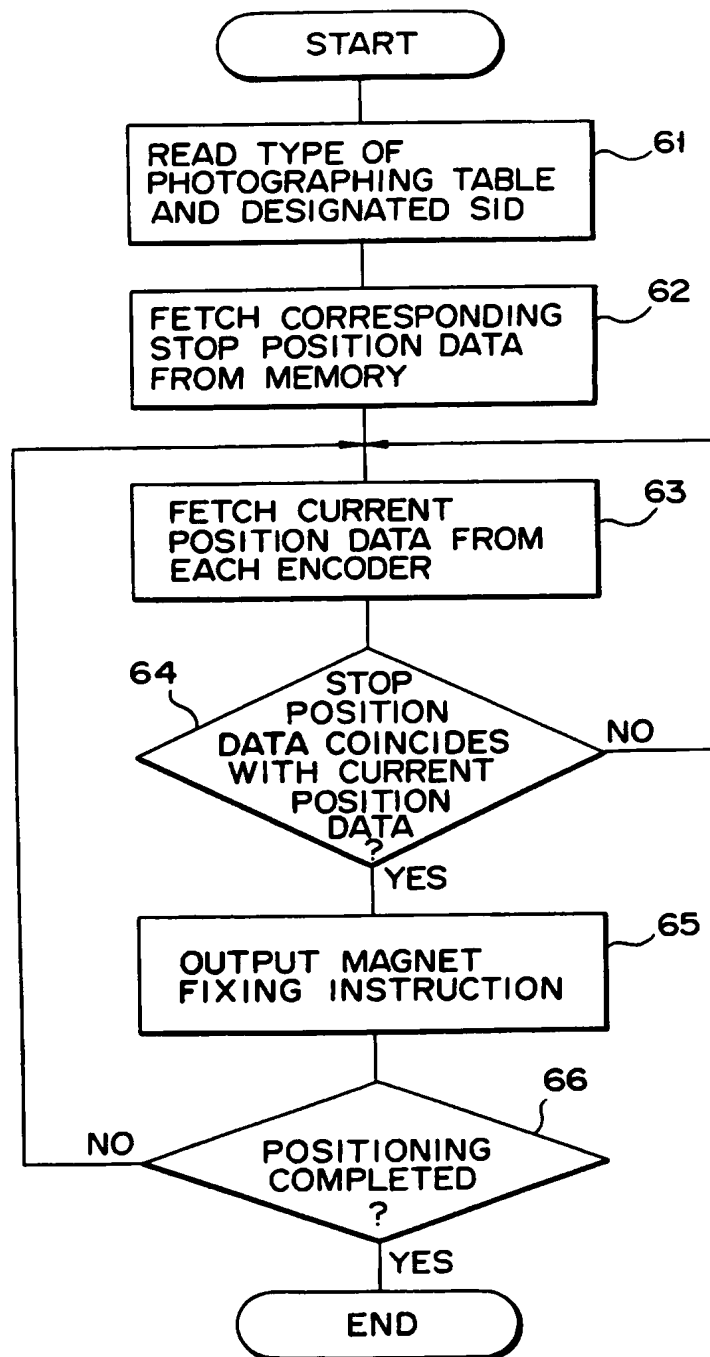 START
READ TYPE OF
PHOTOGRAPHING TABLE
AND DESIGNATED SID
61
FETCH CORRESPONDING
STOP POSITION DATA
FROM MEMORY
62
FETCH CURRENT
POSITION DATA FROM
EACH ENCODER
63
64
STOP
POSITION
DATA COINCIDES
WITH CURRENT
POSITION
DATA
?
NO
YES
OUTPUT MAGNET
FIXING INSTRUCTION
65
66
NO
POSITIONING
COMPLETED
?
YES
END